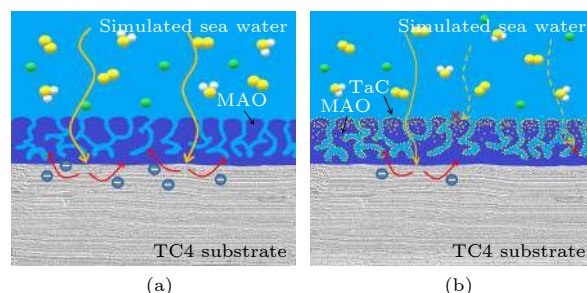 Simulated sea water
MAO
TC4 substrate
(a)
Simulated sea water
TaC
MAO
TC4 substrate
(b)